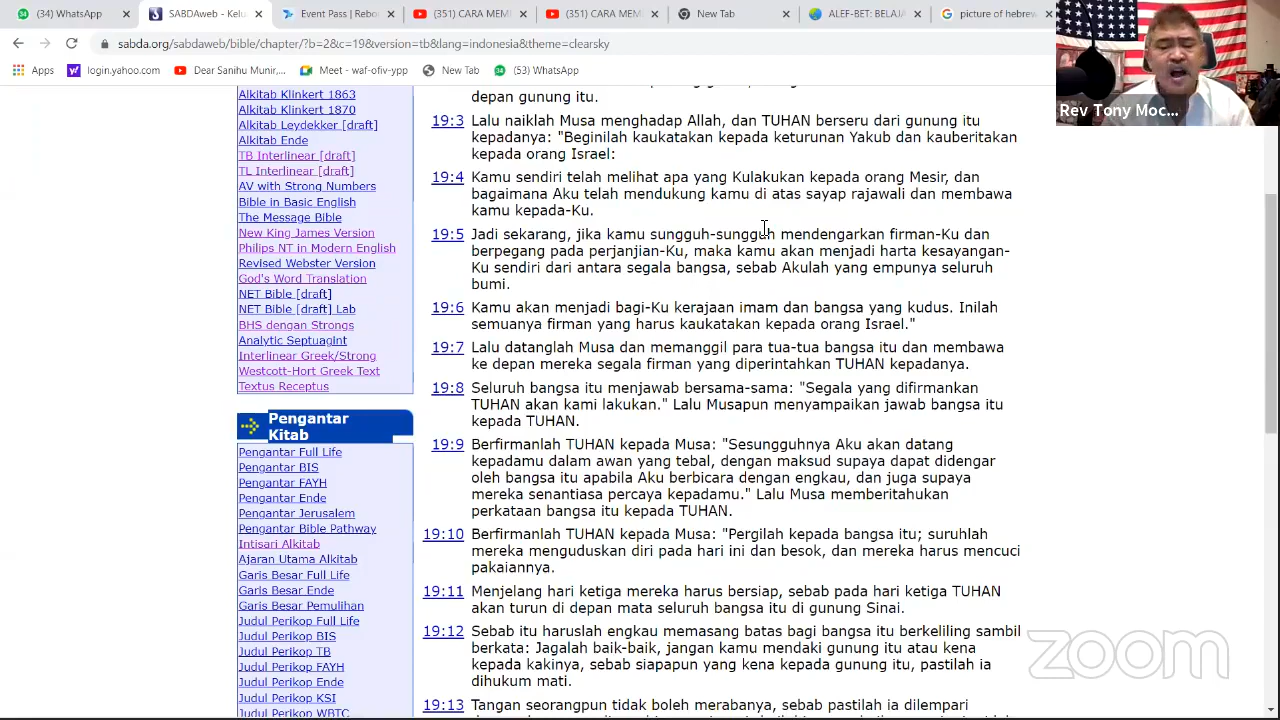 (34) WhatsApp
SABDAweb - Kelu
Event Pass | Reho
(351) CARA MEM
(351) CARA MEM
New Tab
ALEF-BET BELAJA
picture of hebrew
sabda.org/sabdaweb/bible/chapter/?b=2&c=19&version=tb&lang=indonesia&theme=clearsky
Apps
login.yahoo.com
Dear Sanihu Munir,...
Meet - waf-ofiv-ypp
New Tab
(33) WhatsApp
Rev Tony Moc...
Alkitab Klinkert 1863
Alkitab Klinkert 1870
Alkitab Leydekker [draft]
Alkitab Ende
TB Interlinear [draft]
TL Interlinear [draft]
AV with Strong Numbers
Bible in Basic English
The Message Bible
New King James Version
Philips NT in Modern English
Revised Webster Version
God's Word Translation
NET Bible [draft]
NET Bible [draft] Lab
BHS dengan Strongs
Analytic Septuagint
Interlinear Greek/Strong
Westcott-Hort Greek Text
Textus Receptus
Pengantar
Kitab
Pengantar Full Life
Pengantar BIS
Pengantar FAYH
Pengantar Ende
Pengantar Jerusalem
Pengantar Bible Pathway
Intisari Alkitab
Ajaran Utama Alkitab
Garis Besar Full Life
Garis Besar Ende
Garis Besar Pemulihan
Judul Perikop Full Life
Judul Perikop BIS
Judul Perikop TB
Judul Perikop FAYH
Judul Perikop Ende
Judul Perikop KSI
Judul Perikop WBTC
depan gunung itu.
19:3 Lalu naiklah Musa menghadap Allah, dan TUHAN berseru dari gunung itu
kepadanya: "Beginilah kaukatakan kepada keturunan Yakub dan kauberitakan
kepada orang Israel:
19:4 Kamu sendiri telah melihat apa yang Kulakukan kepada orang Mesir, dan
bagaimana Aku telah mendukung kamu di atas sayap rajawali dan membawa
kamu kepada-Ku.
19:5 Jadi sekarang, jika kamu sungguh-sungguh mendengarkan firman-Ku dan
berpegang pada perjanjian-Ku, maka kamu akan menjadi harta kesayangan-
Ku sendiri dari antara segala bangsa, sebab Akulah yang empunya seluruh
bumi.
19:6 Kamu akan menjadi bagi-Ku kerajaan imam dan bangsa yang kudus. Inilah
semuanya firman yang harus kaukatakan kepada orang Israel."
19:7 Lalu datanglah Musa dan memanggil para tua-tua bangsa itu dan membawa
ke depan mereka segala firman yang diperintahkan TUHAN kepadanya.
19:8 Seluruh bangsa itu menjawab bersama-sama: "Segala yang difirmankan
TUHAN akan kami lakukan." Lalu Musapun menyampaikan jawab bangsa itu
kepada TUHAN.
19:9 Berfirmanlah TUHAN kepada Musa: "Sesungguhnya Aku akan datang
kepadamu dalam awan yang tebal, dengan maksud supaya dapat didengar
oleh bangsa itu apabila Aku berbicara dengan engkau, dan juga supaya
mereka senantiasa percaya kepadamu." Lalu Musa memberitahukan
perkataan bangsa itu kepada TUHAN.
19:10 Berfirmanlah TUHAN kepada Musa: "Pergilah kepada bangsa itu; suruhlah
mereka menguduskan diri pada hari ini dan besok, dan mereka harus mencuci
pakaiannya.
19:11 Menjelang hari ketiga mereka harus bersiap, sebab pada hari ketiga TUHAN
akan turun di depan mata seluruh bangsa itu di gunung Sinai.
19:12 Sebab itu haruslah engkau memasang batas bagi bangsa itu berkeliling sambil
berkata: Jagalah baik-baik, jangan kamu mendaki gunung itu atau kena
kepada kakinya, sebab siapapun yang kena kepada gunung itu, pastilah ia
dihukum mati.
19:13 Tangan seorangpun tidak boleh merabanya, sebab pastilah ia dilempari
zoom